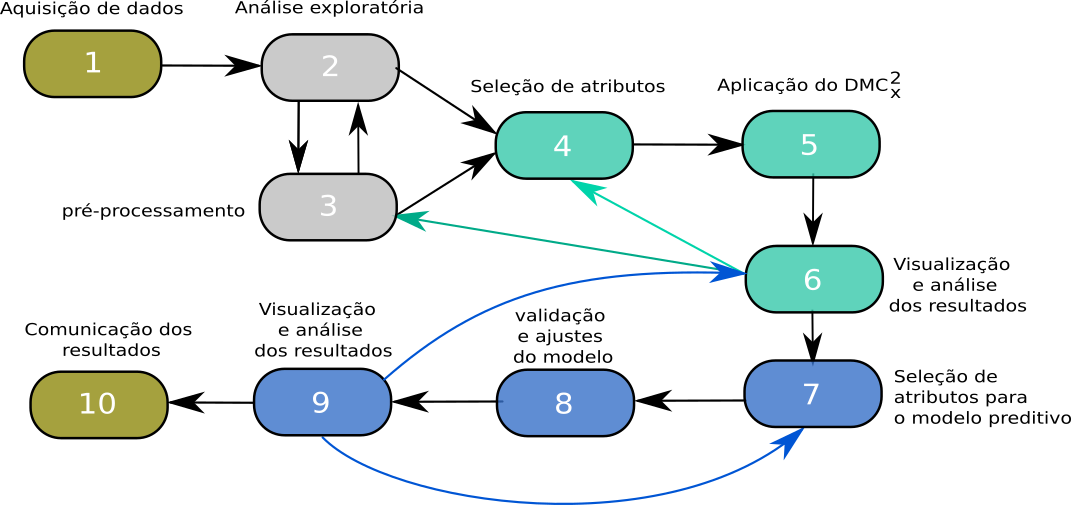 Aquisição de dados
Análise exploratória
1
2
Seleção de atributos
Aplicação do DMC²ₓ
4
5
pré-processamento
3
6
Visualização
e análise
dos resultados
Comunicação dos
resultados
Visualização
e análise
dos resultados
validação
e ajustes
do modelo
10
9
8
7
Seleção de
atributos para
o modelo preditivo